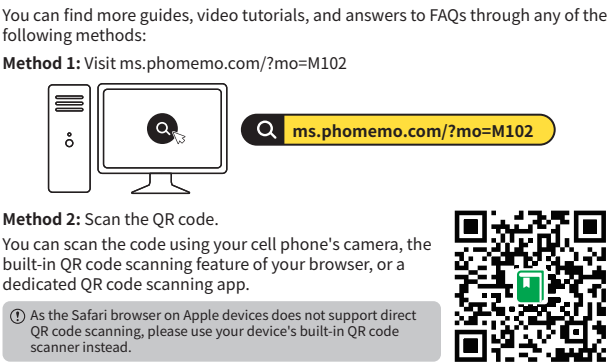 You can find more guides, video tutorials, and answers to FAQs through any of the
following methods:
Method 1: Visit ms.phomemo.com/?mo=M102
ms.phomemo.com/?mo=M102
Method 2: Scan the QR code.
You can scan the code using your cell phone's camera, the
built-in QR code scanning feature of your browser, or a
dedicated QR code scanning app.
As the Safari browser on Apple devices does not support direct
QR code scanning, please use your device's built-in QR code
scanner instead.